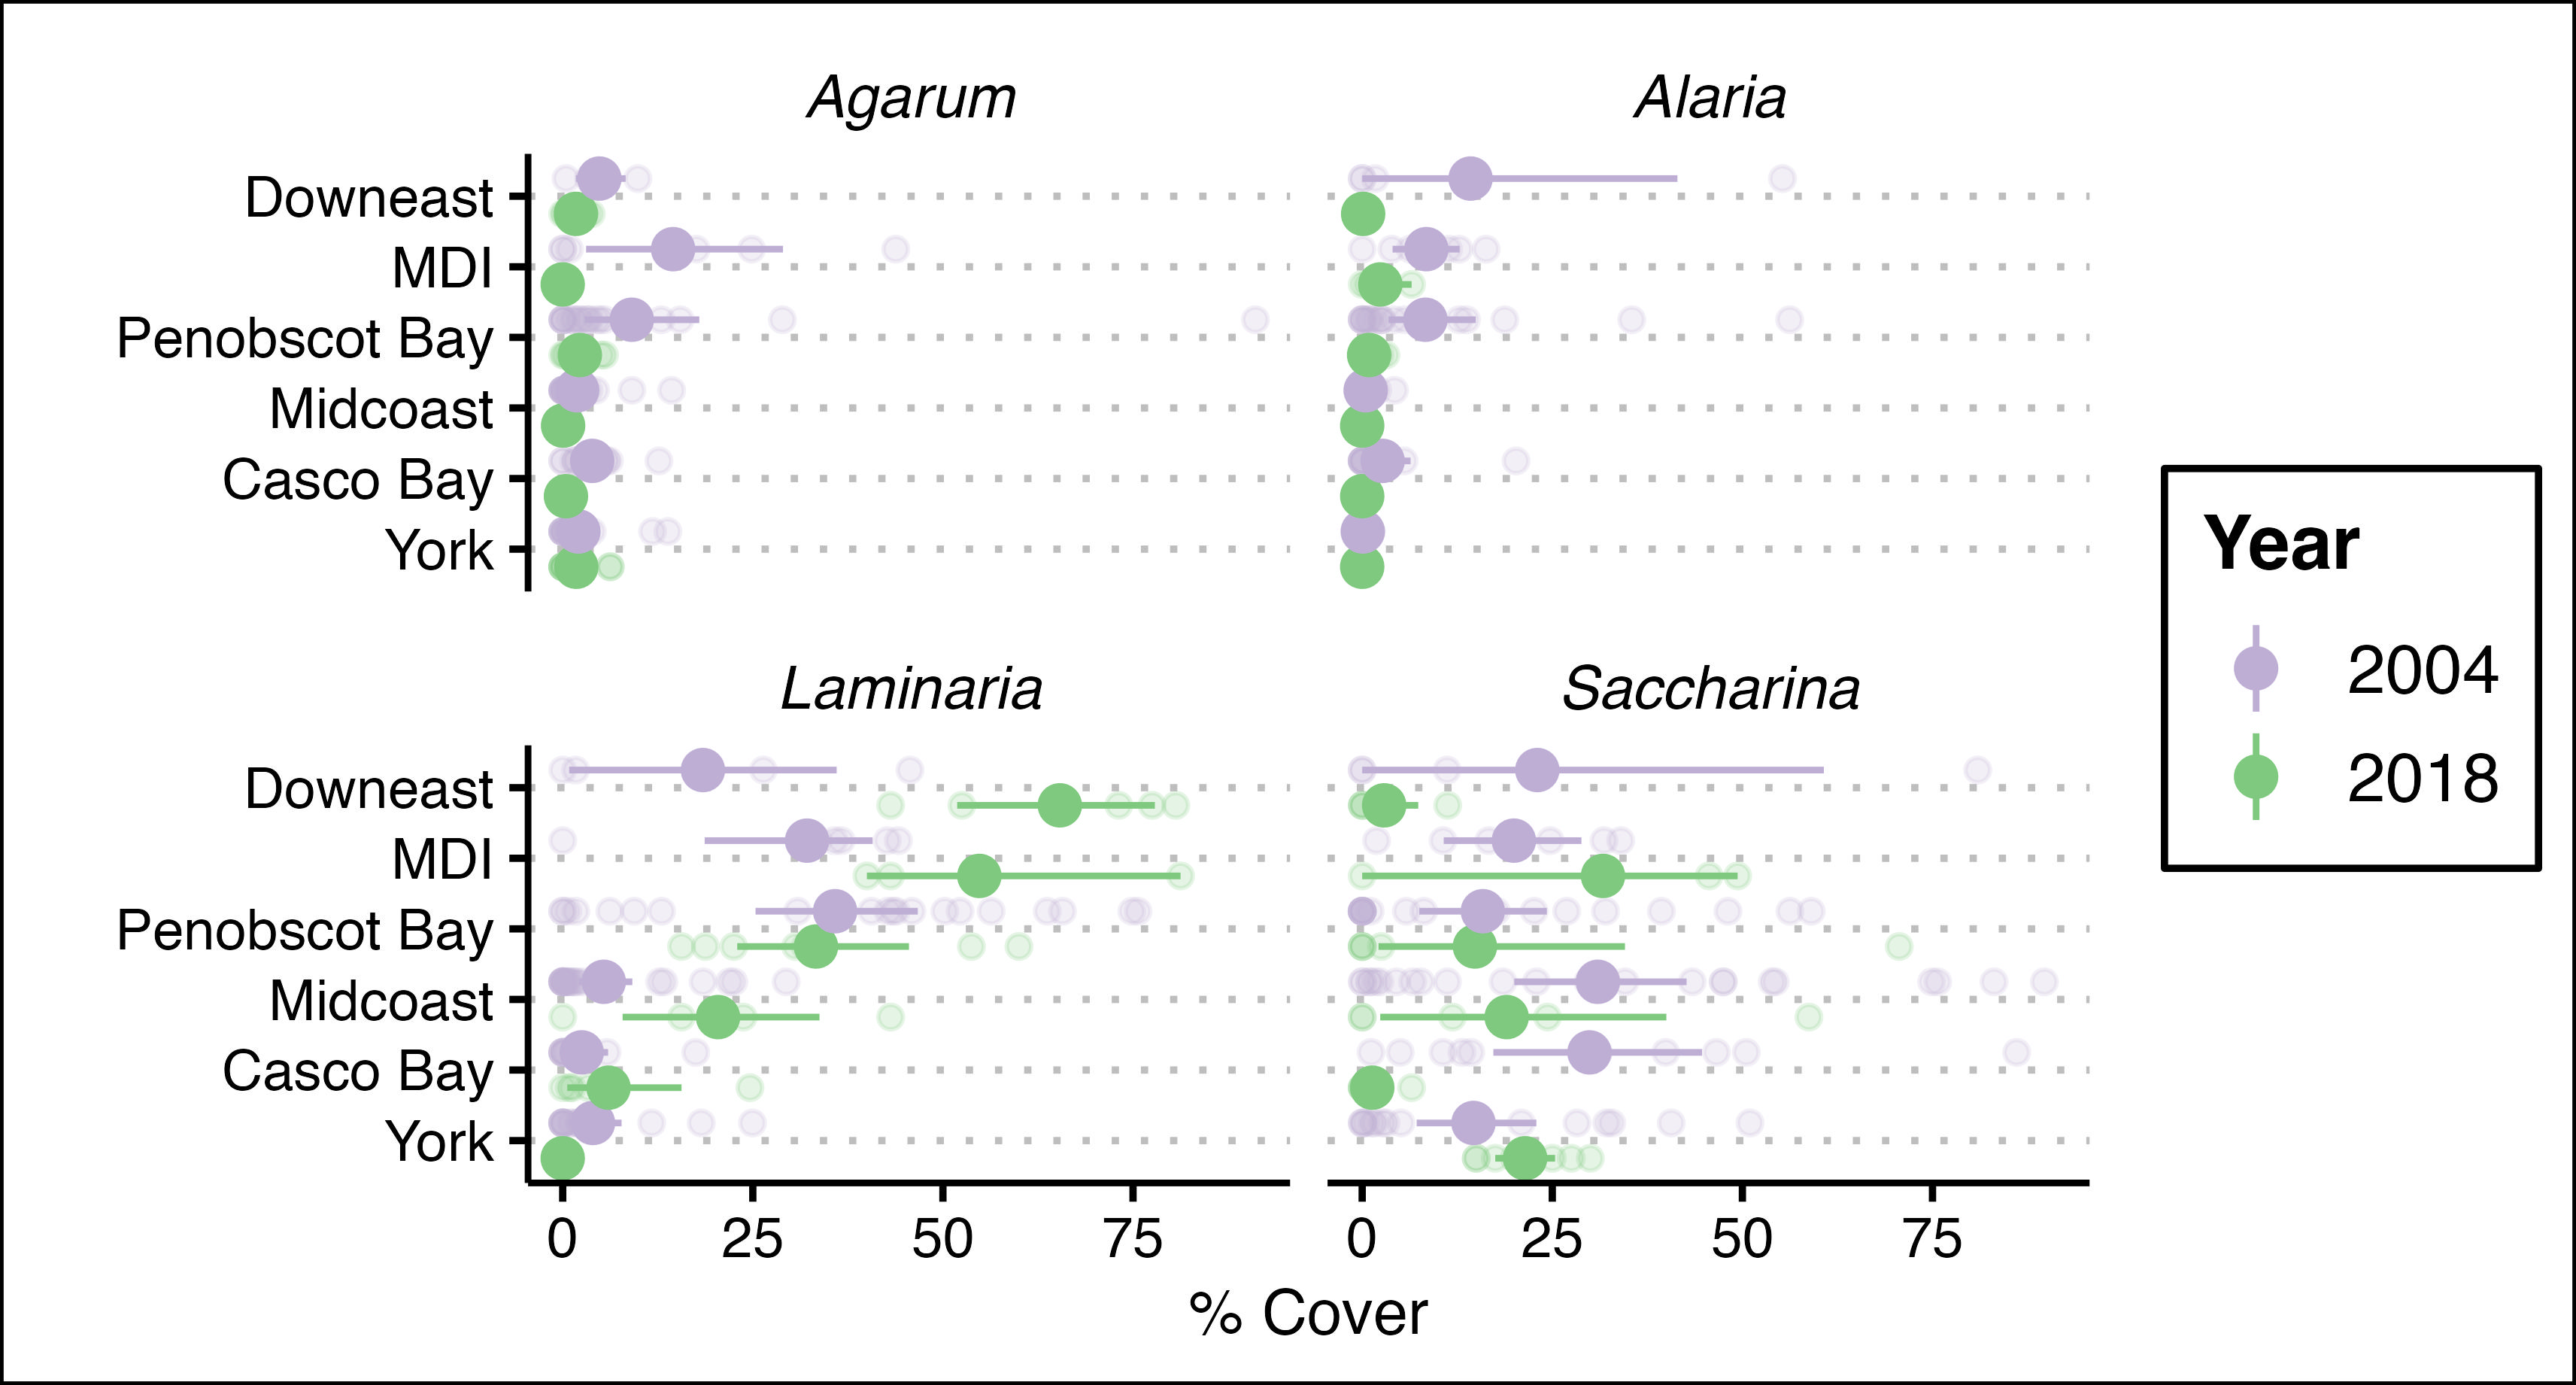 Agarum
Alaria
Downeast
MDI
Penobscot Bay
Midcoast
Casco Bay
York
Laminaria
Saccharina
Downeast
MDI
Penobscot Bay
Midcoast
Casco Bay
York
0 25 50 75
0 25 50 75
% Cover
Year
2004
2018